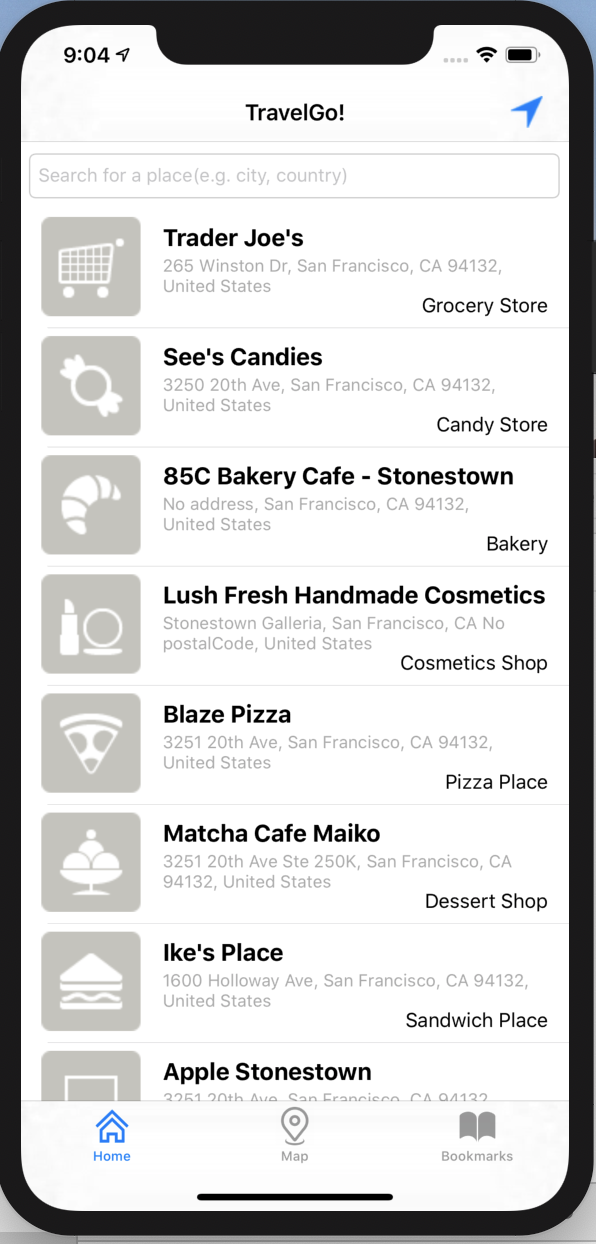 9:04
TravelGo!
Search for a place(e.g. city, country)
Trader Joe's
265 Winston Dr, San Francisco, CA 94132,
United States
Grocery Store
See's Candies
3250 20th Ave, San Francisco, CA 94132,
United States
Candy Store
85C Bakery Cafe - Stonestown
No address, San Francisco, CA 94132,
United States
Bakery
Lush Fresh Handmade Cosmetics
Stonestown Galleria, San Francisco, CA No
postalCode, United States
Cosmetics Shop
Blaze Pizza
3251 20th Ave, San Francisco, CA 94132,
United States
Pizza Place
Matcha Cafe Maiko
3251 20th Ave Ste 250K, San Francisco, CA
94132, United States
Dessert Shop
Ike's Place
1600 Holloway Ave, San Francisco, CA 94132,
United States
Sandwich Place
Apple Stonestown
3251 20th Ave, San Francisco, CA 94132,
Home
Map
Bookmarks